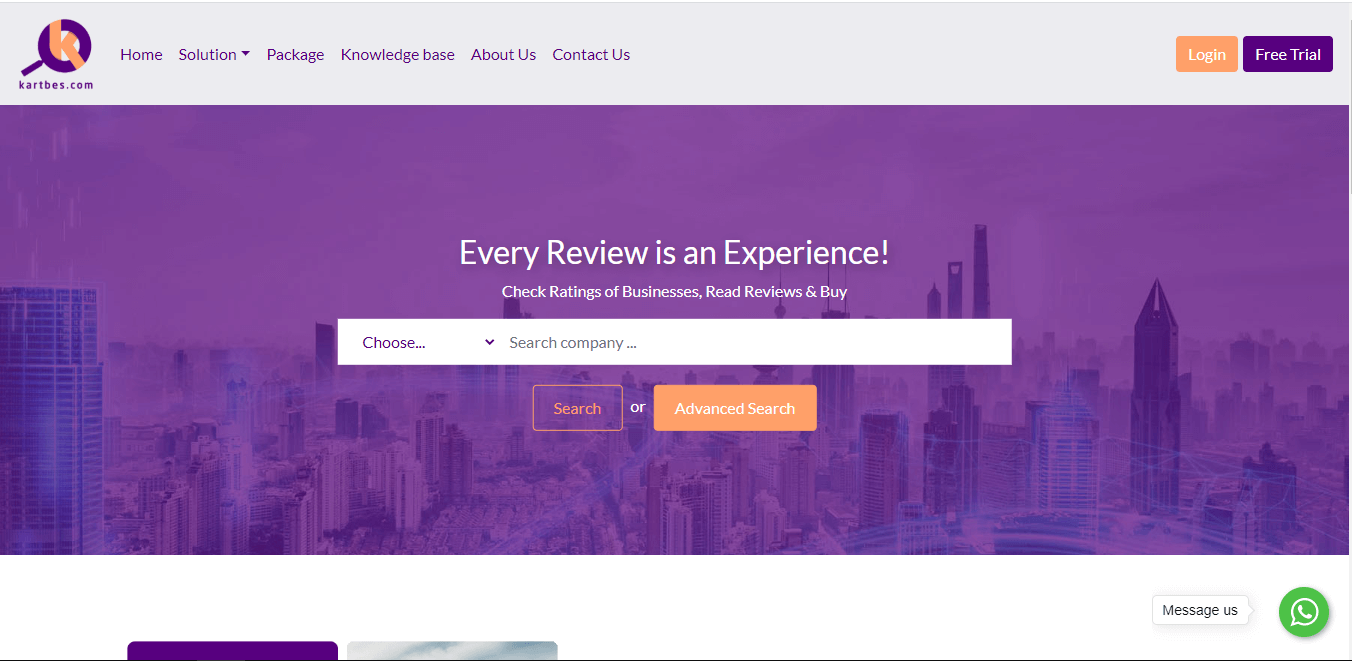 kartbes.com
Home Solution Package Knowledge base About Us Contact Us Login Free Trial
Every Review is an Experience!
Check Ratings of Businesses, Read Reviews & Buy
Choose... Search company ...
Search or Advanced Search
Message us